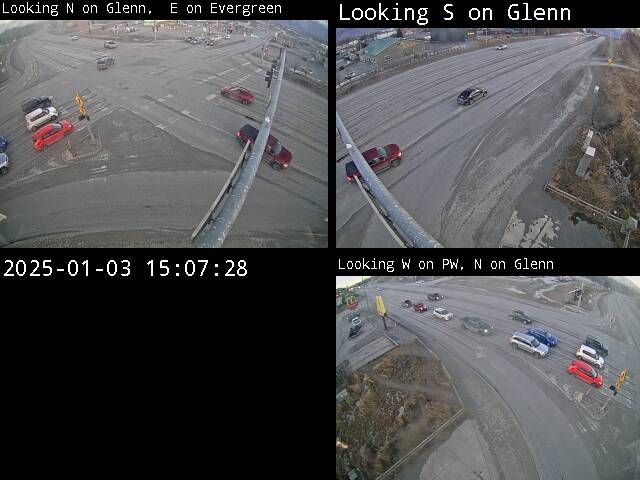 Looking N on Glenn,  E on Evergreen
Looking S on Glenn
2025-01-03 15:07:28
Looking W on PW, N on Glenn